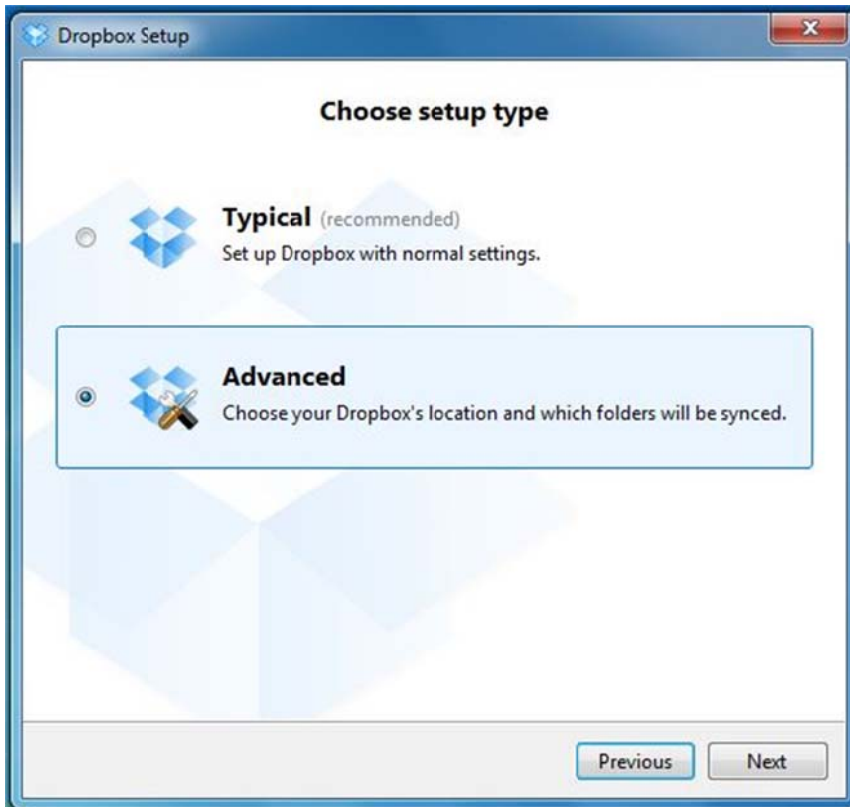 Dropbox Setup
Choose setup type
Typical (recommended)
Set up Dropbox with normal settings.
Advanced
Choose your Dropbox's location and which folders will be synced.
Previous Next